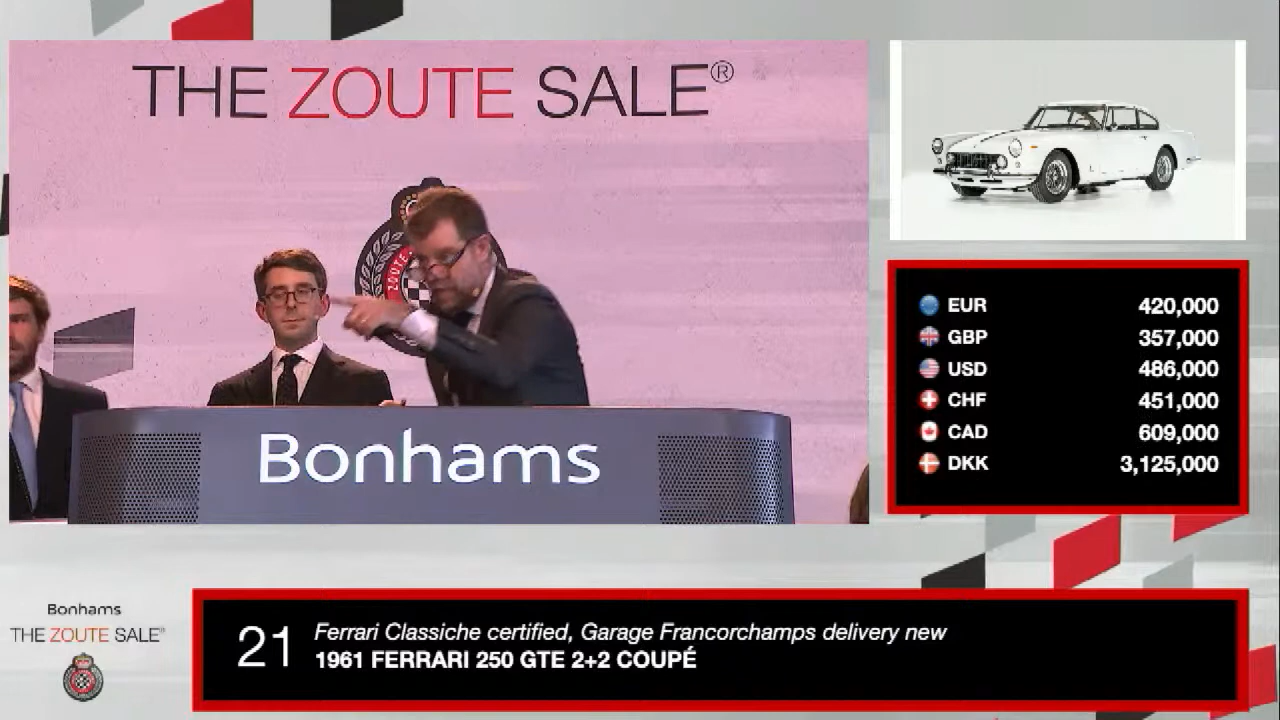 THE ZOUTE SALE®
ZOUTE
Bonhams
EUR 420,000
GBP 357,000
USD 486,000
CHF 451,000
CAD 609,000
DKK 3,125,000
Bonhams
THE ZOUTE SALE®
21
Ferrari Classiche certified, Garage Francorchamps delivery new
1961 FERRARI 250 GTE 2+2 COUPÉ